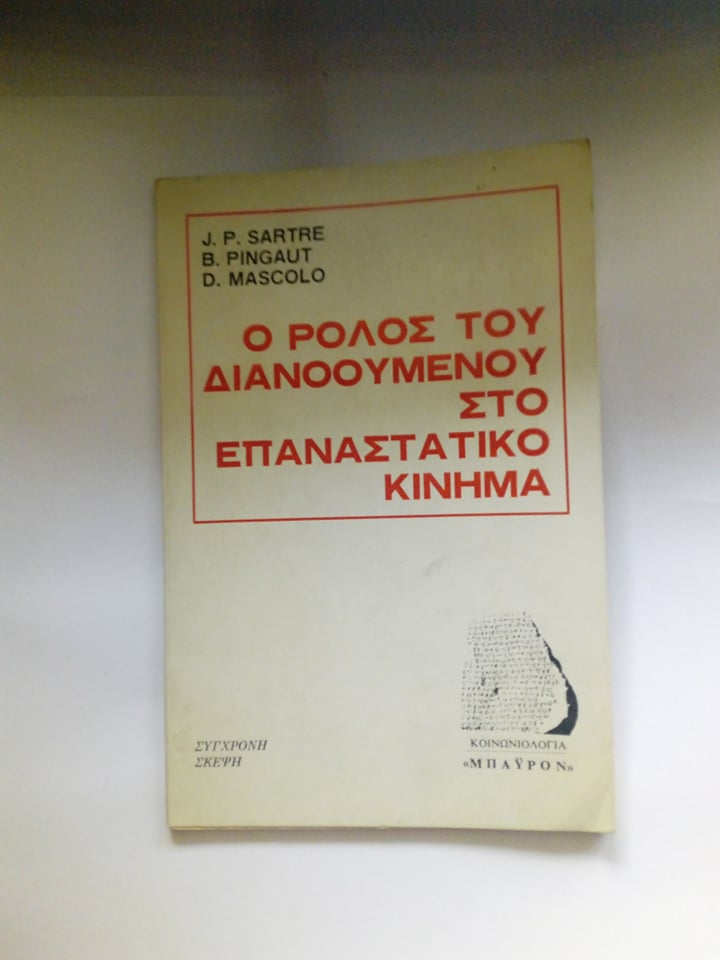 J. P. SARTRE
B. PINGAUT
D. MASCOLO
Ο ΡΟΛΟΣ ΤΟΥ
ΔΙΑΝΟΟΥΜΕΝΟΥ
ΣΤΟ
ΕΠΑΝΑΣΤΑΤΙΚΟ
ΚΙΝΗΜΑ
ΣΥΓΧΡΟΝΗ
ΣΚΕΨΗ
ΚΟΙΝΩΝΙΟΛΟΓΙΑ
«ΜΠΑΫΡΟΝ»